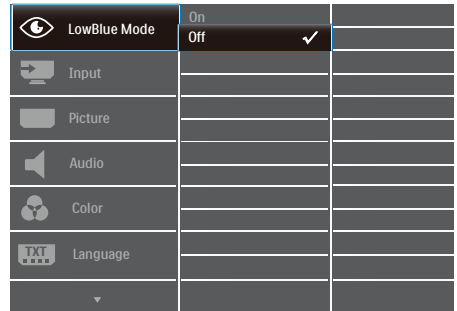 LowBlue Mode
On
Off
Input
Picture
Audio
Color
TXT
Language